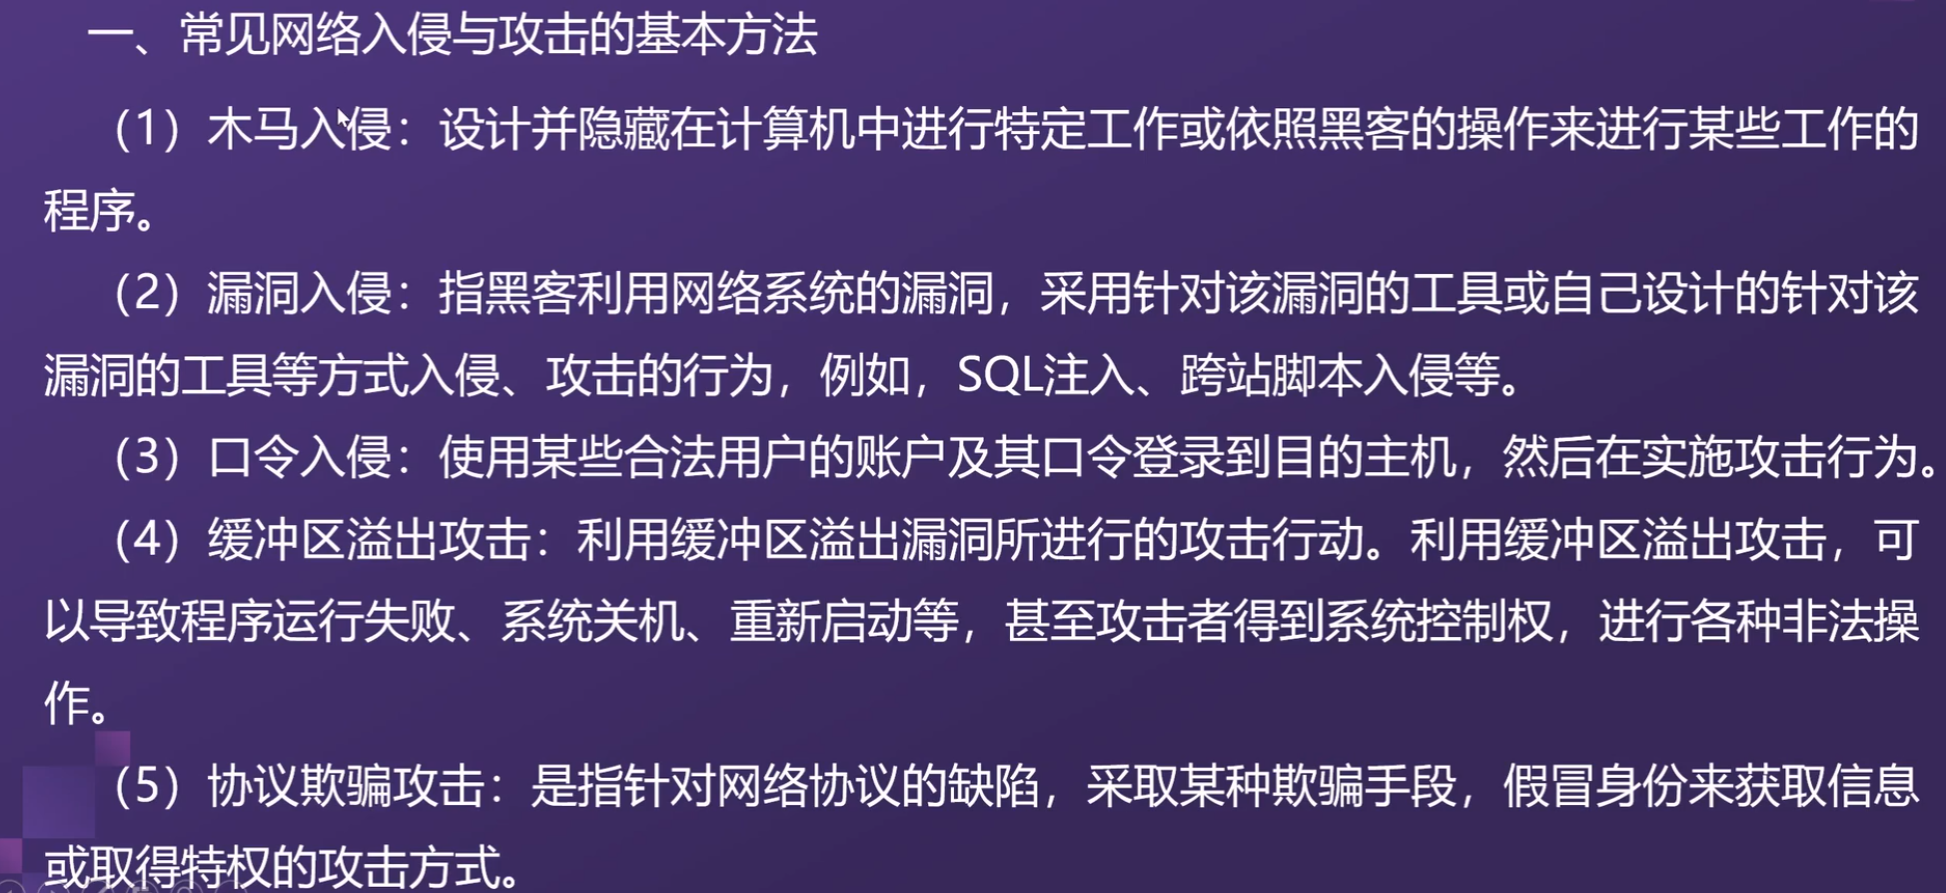 一、常见网络入侵与攻击的基本方法
（1）木马入侵：设计并隐藏在计算机中进行特定工作或依照黑客的操作来进行某些工作的
程序。
（2）漏洞入侵：指黑客利用网络系统的漏洞，采用针对该漏洞的工具或自己设计的针对该
漏洞的工具等方式入侵、攻击的行为，例如，SQL注入、跨站脚本入侵等。
（3）口令入侵：使用某些合法用户的账户及其口令登录到目的主机，然后在实施攻击行为。
（4）缓冲区溢出攻击：利用缓冲区溢出漏洞所进行的攻击行动。利用缓冲区溢出攻击，可
以导致程序运行失败、系统关机、重新启动等，甚至攻击者得到系统控制权，进行各种非法操
作。
（5）协议欺骗攻击：是指针对网络协议的缺陷，采取某种欺骗手段，假冒身份来获取信息
或取得特权的攻击方式。